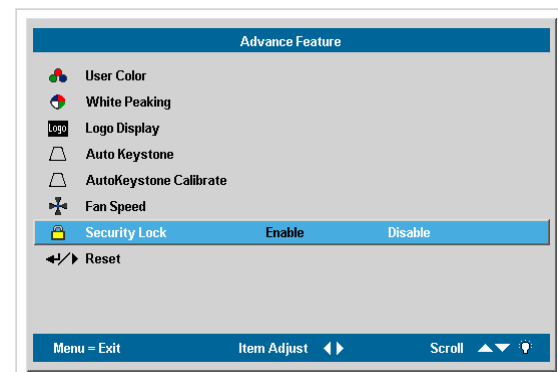 Advance Feature
User Color
White Peaking
Logo Logo Display
Auto Keystone
AutoKeystone Calibrate
Fan Speed
Security Lock Enable Disable
Reset
Menu = Exit Item Adjust Scroll